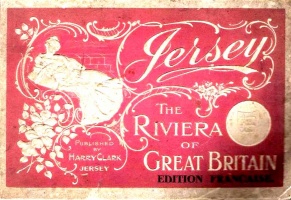 Jersey
THE
RIVIERA
OF
GREAT BRITAIN
EDITION FRANÇAISE.
PUBLISHED
BY
HARRY CLARK
JERSEY